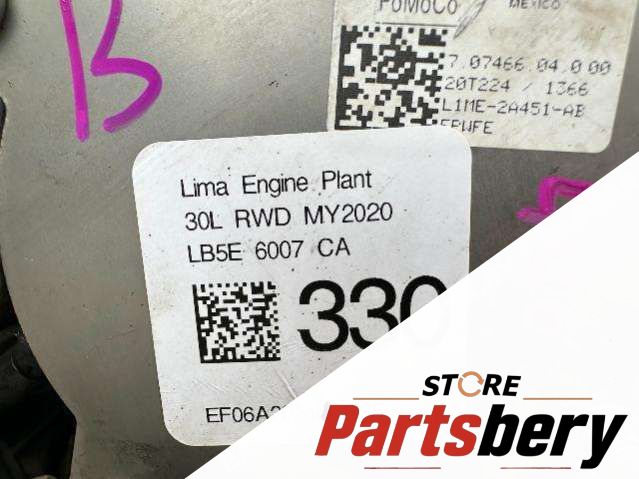 B
FoMoCo
MEXICO
7.07466.04.0 00
20T224 / 1366
L1ME-2A451-AB
Lima Engine Plant
30L RWD MY2020
LB5E 6007 CA
330
EF06A
STORE
Partsbery